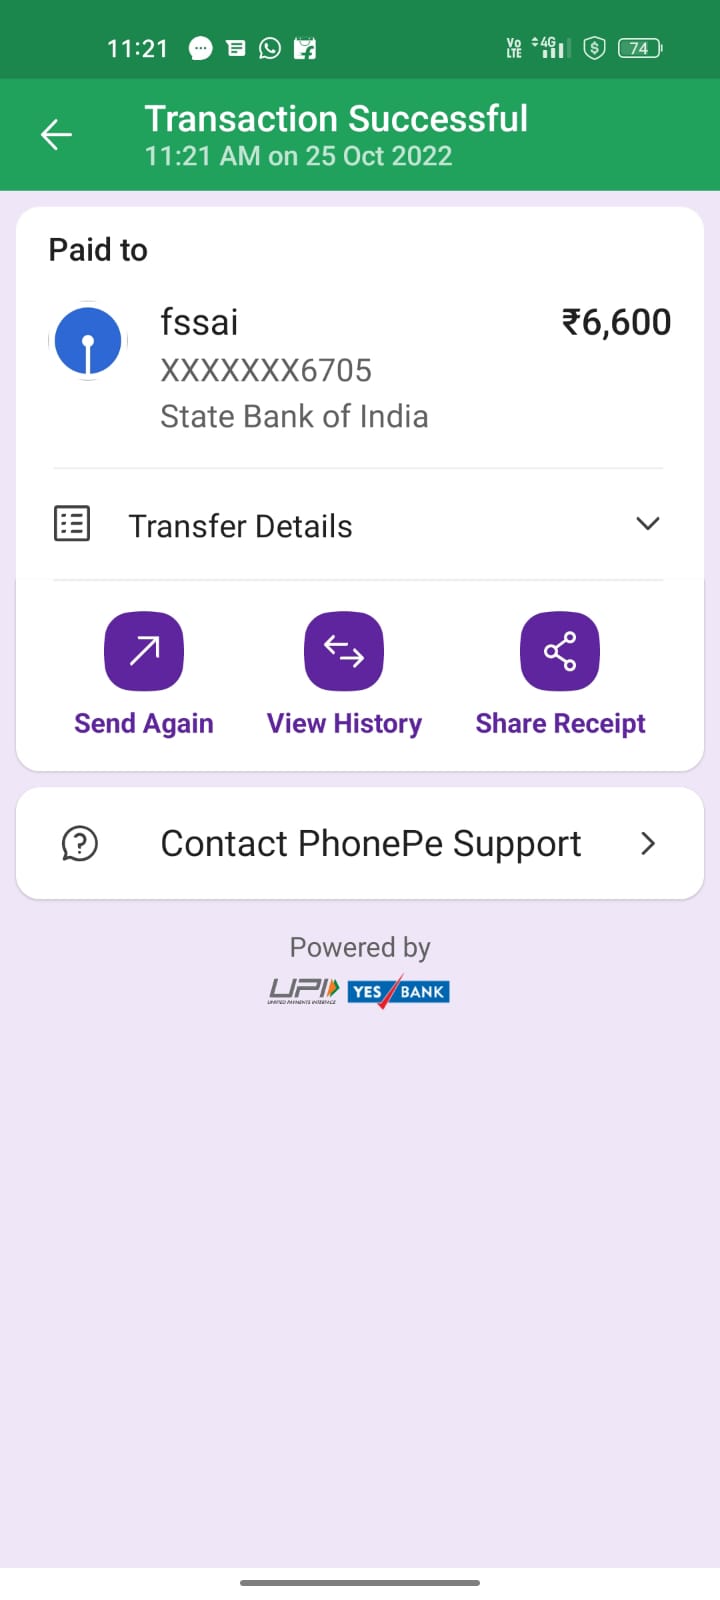 11:21
Vo LTE 4G 74
Transaction Successful
11:21 AM on 25 Oct 2022
Paid to
fssai ₹6,600
XXXXXXX6705
State Bank of India
Transfer Details
Send Again View History Share Receipt
Contact PhonePe Support
Powered by
UPI YES BANK
UNIFIED PAYMENTS INTERFACE